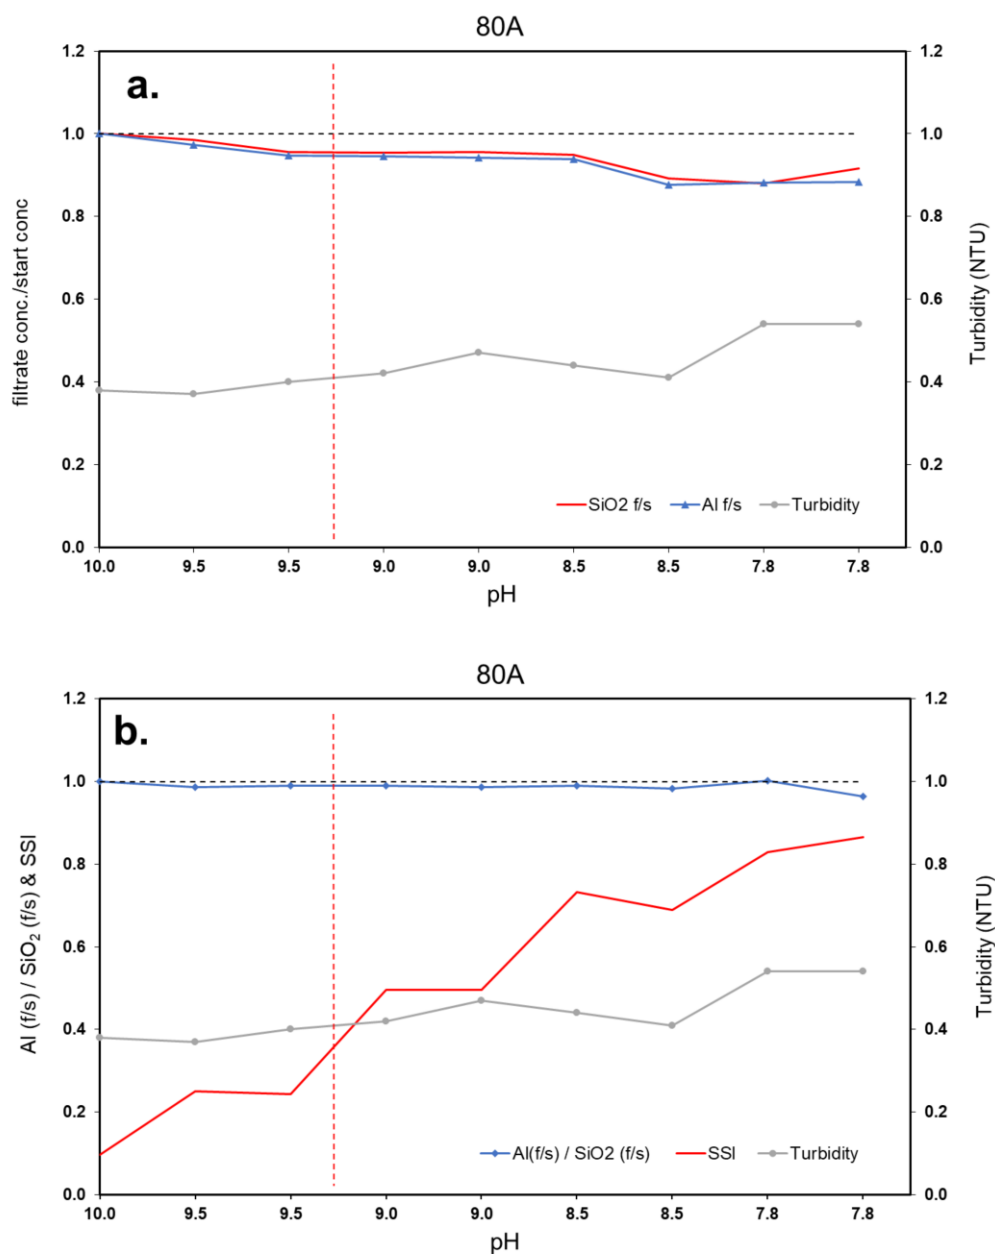 80A
a.
1.2
1.0
0.8
0.6
0.4
0.2
0.0
filtrate conc./start conc
1.2
1.0
0.8
0.6
0.4
0.2
0.0
Turbidity (NTU)
SiO2 f/s Al f/s Turbidity
10.0 9.5 9.5 9.0 9.0 8.5 8.5 7.8 7.8
pH
80A
b.
1.2
1.0
0.8
0.6
0.4
0.2
0.0
Al (f/s) / SiO₂ (f/s) & SSI
1.2
1.0
0.8
0.6
0.4
0.2
0.0
Turbidity (NTU)
Al(f/s) / SiO2 (f/s) SSI Turbidity
10.0 9.5 9.5 9.0 9.0 8.5 8.5 7.8 7.8
pH